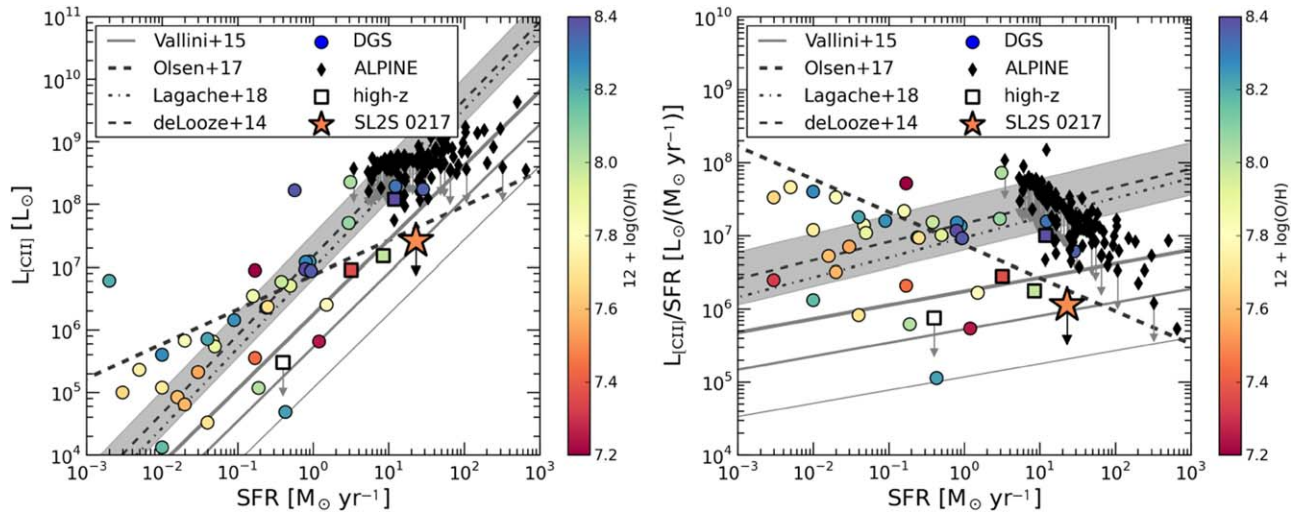 10¹¹
10¹⁰
10⁹
10⁸
10⁷
10⁶
10⁵
10⁴
L[CII] [L⊙]
Vallini+15
Olsen+17
Lagache+18
deLooze+14
DGS
ALPINE
high-z
SL2S 0217
10⁻³ 10⁻² 10⁻¹ 10⁰ 10¹ 10² 10³
SFR [M⊙ yr⁻¹]
8.4
8.2
8.0
7.8
7.6
7.4
7.2
12 + log(O/H)
10¹⁰
10⁹
10⁸
10⁷
10⁶
10⁵
10⁴
L[CII]/SFR [L⊙/(M⊙ yr⁻¹)]
Vallini+15
Olsen+17
Lagache+18
deLooze+14
DGS
ALPINE
high-z
SL2S 0217
10⁻³ 10⁻² 10⁻¹ 10⁰ 10¹ 10² 10³
SFR [M⊙ yr⁻¹]
8.4
8.2
8.0
7.8
7.6
7.4
7.2
12 + log(O/H)